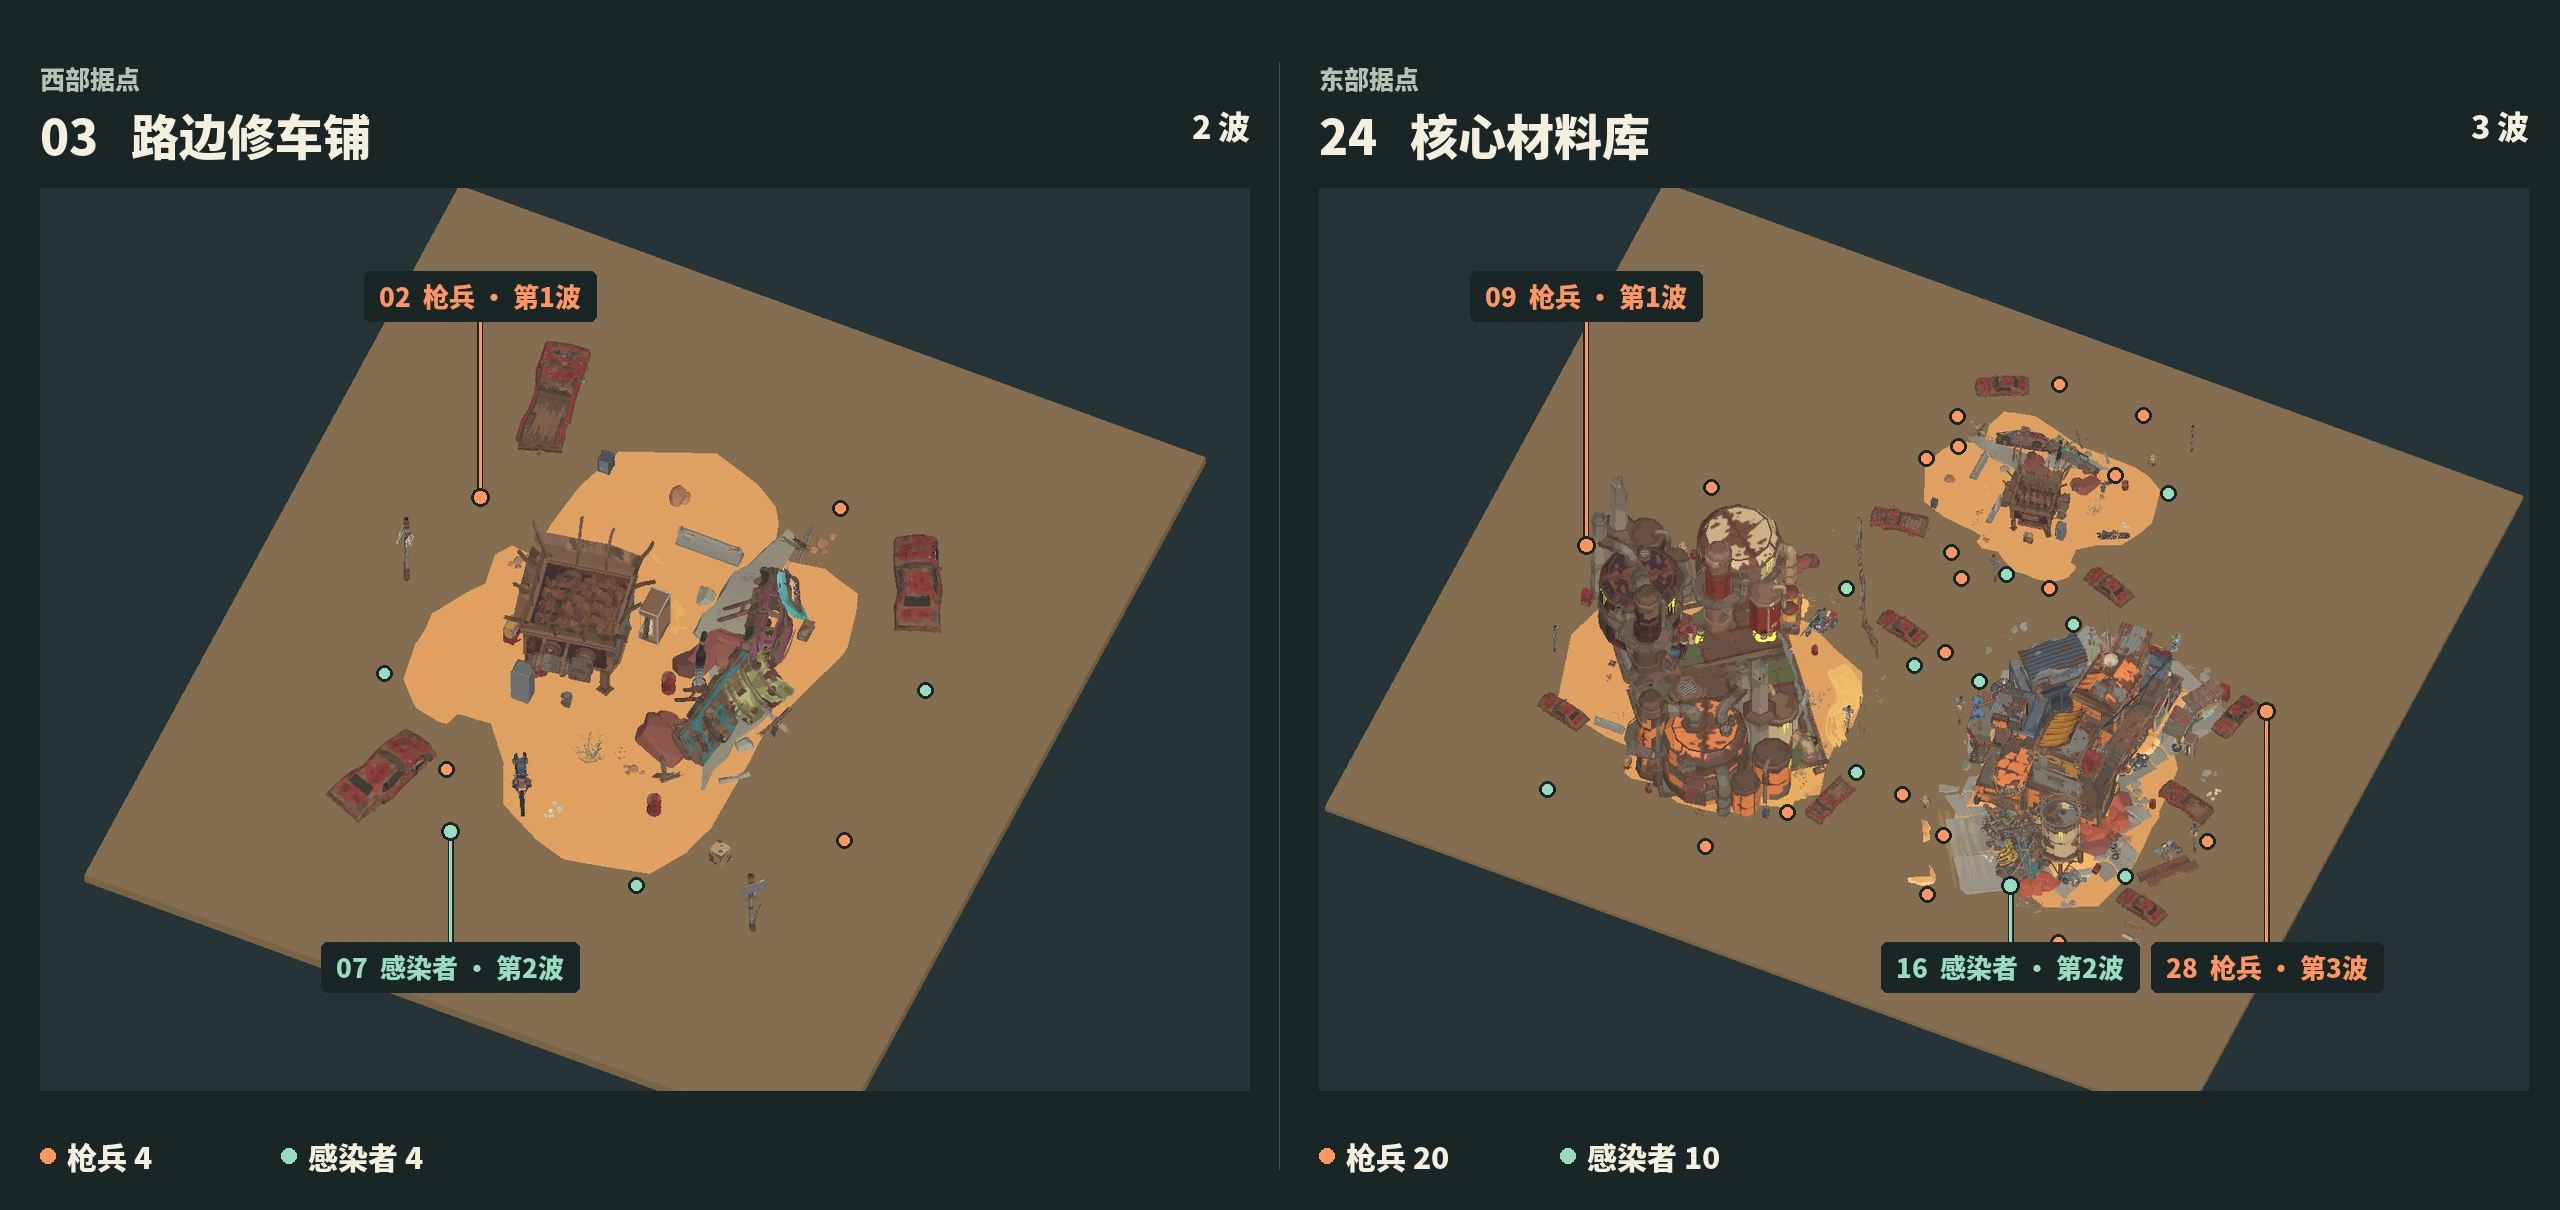 西部据点
03 路边修车铺
2 波
02 枪兵 · 第1波
07 感染者 · 第2波
枪兵 4
感染者 4
东部据点
24 核心材料库
3 波
09 枪兵 · 第1波
16 感染者 · 第2波
28 枪兵 · 第3波
枪兵 20
感染者 10